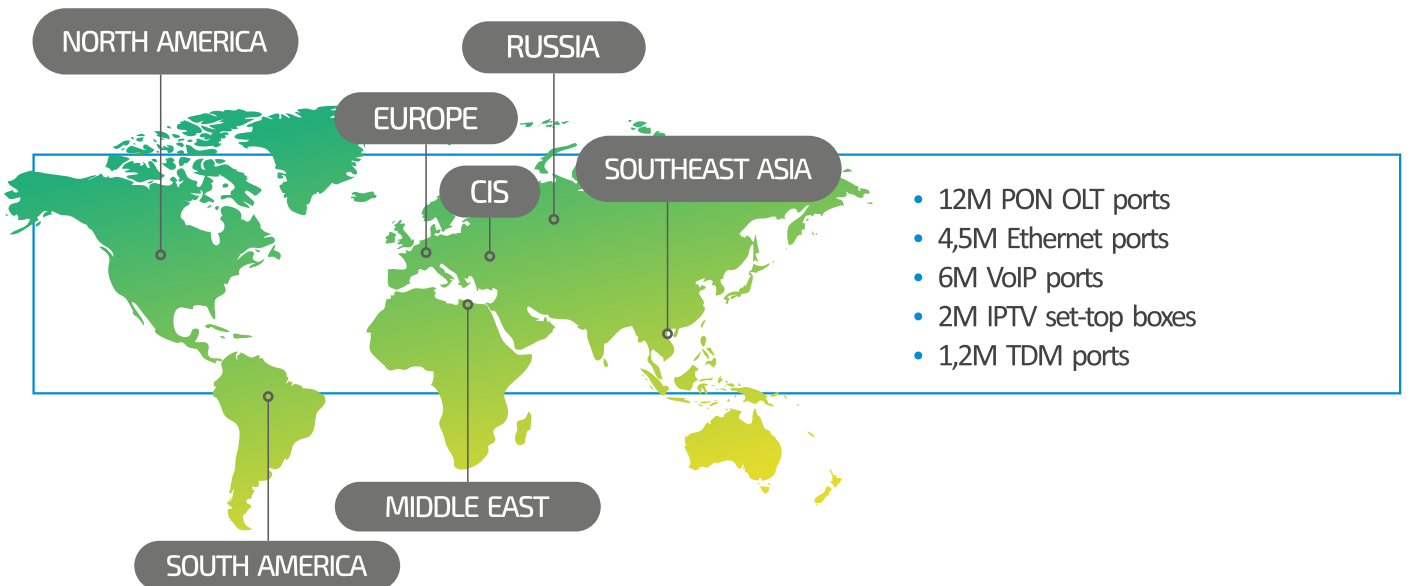 NORTH AMERICA
RUSSIA
EUROPE
SOUTHEAST ASIA
CIS
12M PON OLT ports
4,5M Ethernet ports
6M VoIP ports
2M IPTV set-top boxes
1,2M TDM ports
MIDDLE EAST
SOUTH AMERICA